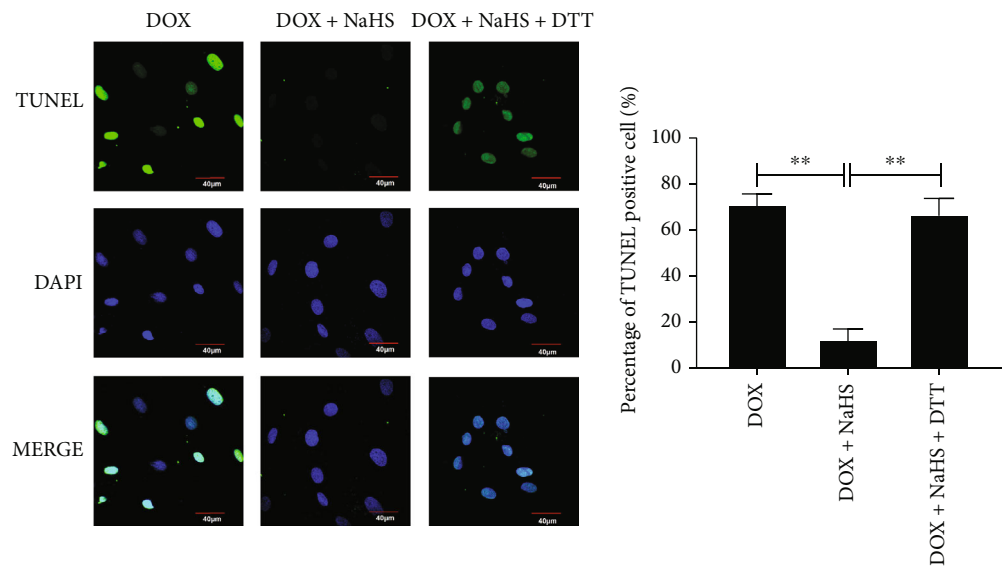 DOX
DOX + NaHS
DOX + NaHS + DTT
TUNEL
40μm
40μm
40μm
DAPI
40μm
40μm
40μm
MERGE
40μm
40μm
40μm
Percentage of TUNEL positive cell (%)
100
80
60
40
20
0
**
**
DOX
DOX + NaHS
DOX + NaHS + DTT